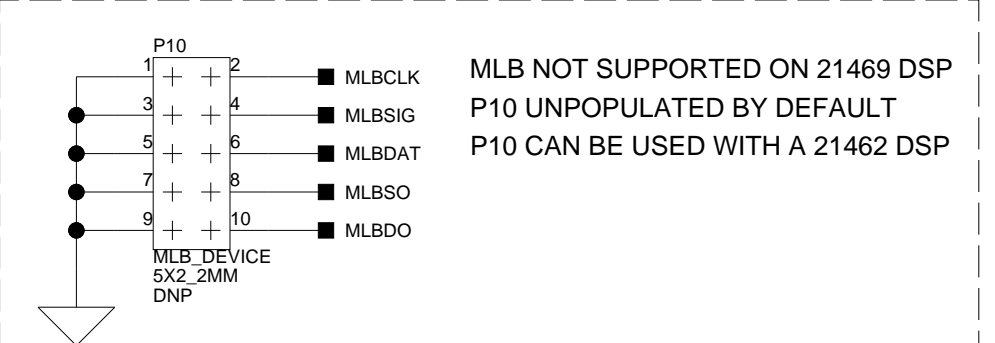 P10
1 2 MLBCLK
3 4 MLBSIG
5 6 MLBDAT
7 8 MLBSO
9 10 MLBDO
MLB_DEVICE
5X2_2MM
DNP
MLB NOT SUPPORTED ON 21469 DSP
P10 UNPOPULATED BY DEFAULT
P10 CAN BE USED WITH A 21462 DSP